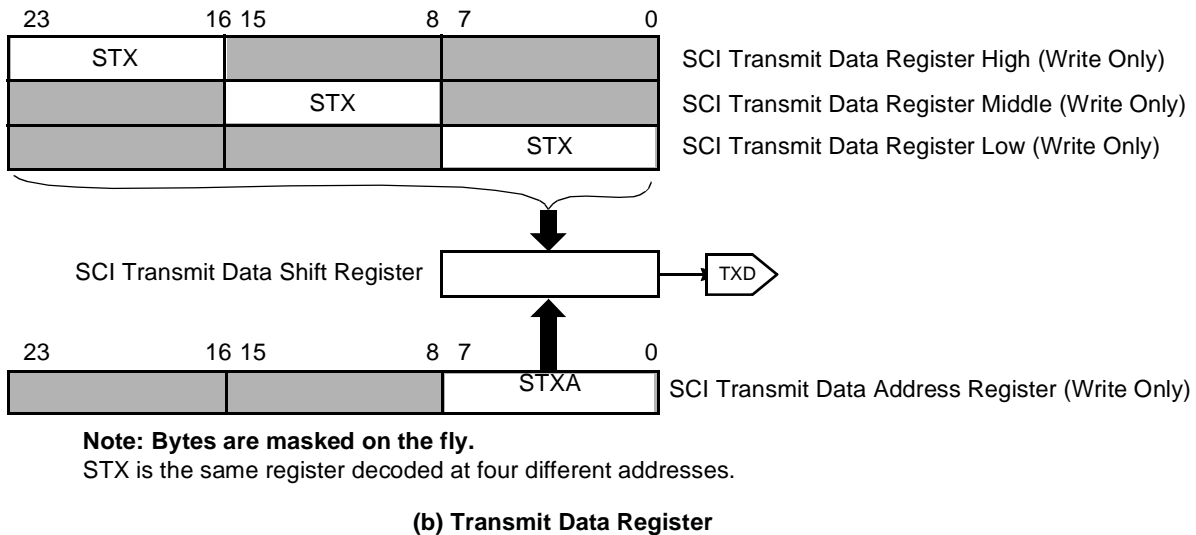 23 16 15 8 7 0
STX SCI Transmit Data Register High (Write Only)
STX SCI Transmit Data Register Middle (Write Only)
STX SCI Transmit Data Register Low (Write Only)
SCI Transmit Data Shift Register TXD
23 16 15 8 7 0
STXA SCI Transmit Data Address Register (Write Only)
Note: Bytes are masked on the fly.
STX is the same register decoded at four different addresses.
(b) Transmit Data Register